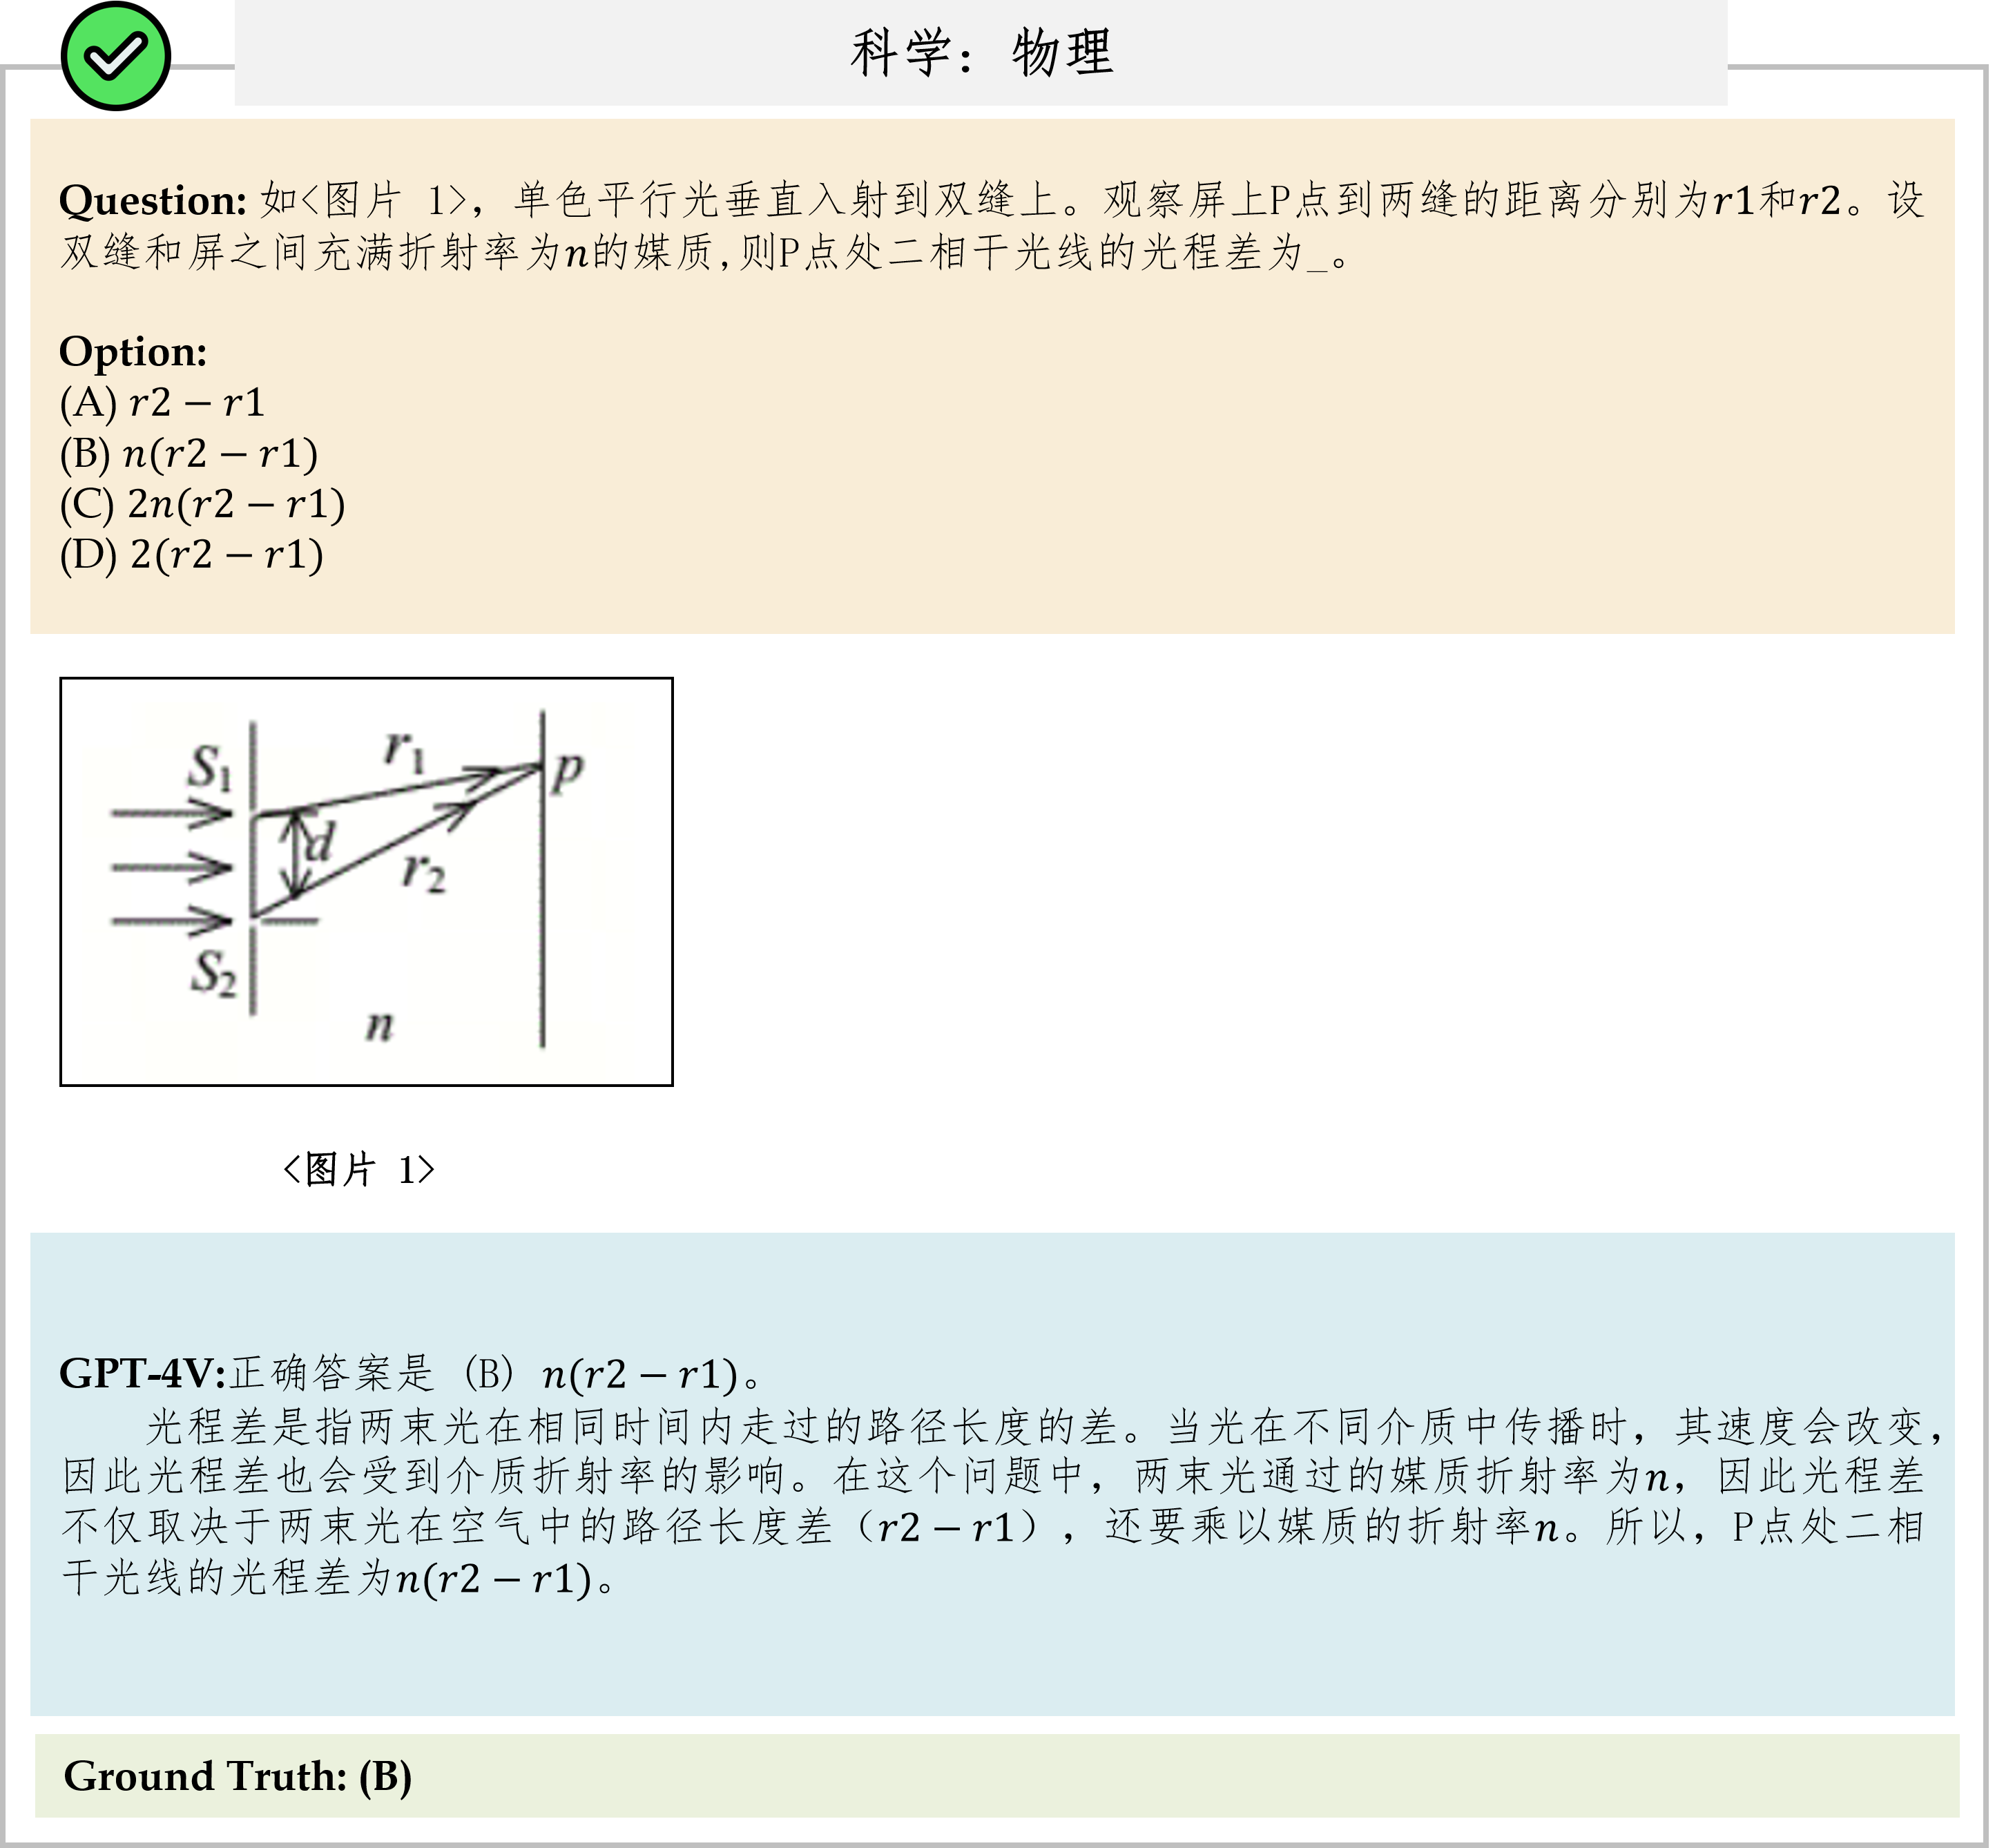 科学：物理
Question: 如<图片 1>，单色平行光垂直入射到双缝上。观察屏上P点到两缝的距离分别为r1和r2。设
双缝和屏之间充满折射率为n的媒质,则P点处二相干光线的光程差为_。
Option:
(A) r2 − r1
(B) n(r2 − r1)
(C) 2n(r2 − r1)
(D) 2(r2 − r1)
S₁
r₁
p
d
r₂
S₂
n
<图片 1>
GPT-4V:正确答案是（B）n(r2 − r1)。
光程差是指两束光在相同时间内走过的路径长度的差。当光在不同介质中传播时，其速度会改变，
因此光程差也会受到介质折射率的影响。在这个问题中，两束光通过的媒质折射率为n，因此光程差
不仅取决于两束光在空气中的路径长度差（r2 − r1），还要乘以媒质的折射率n。所以，P点处二相
干光线的光程差为n(r2 − r1)。
Ground Truth: (B)